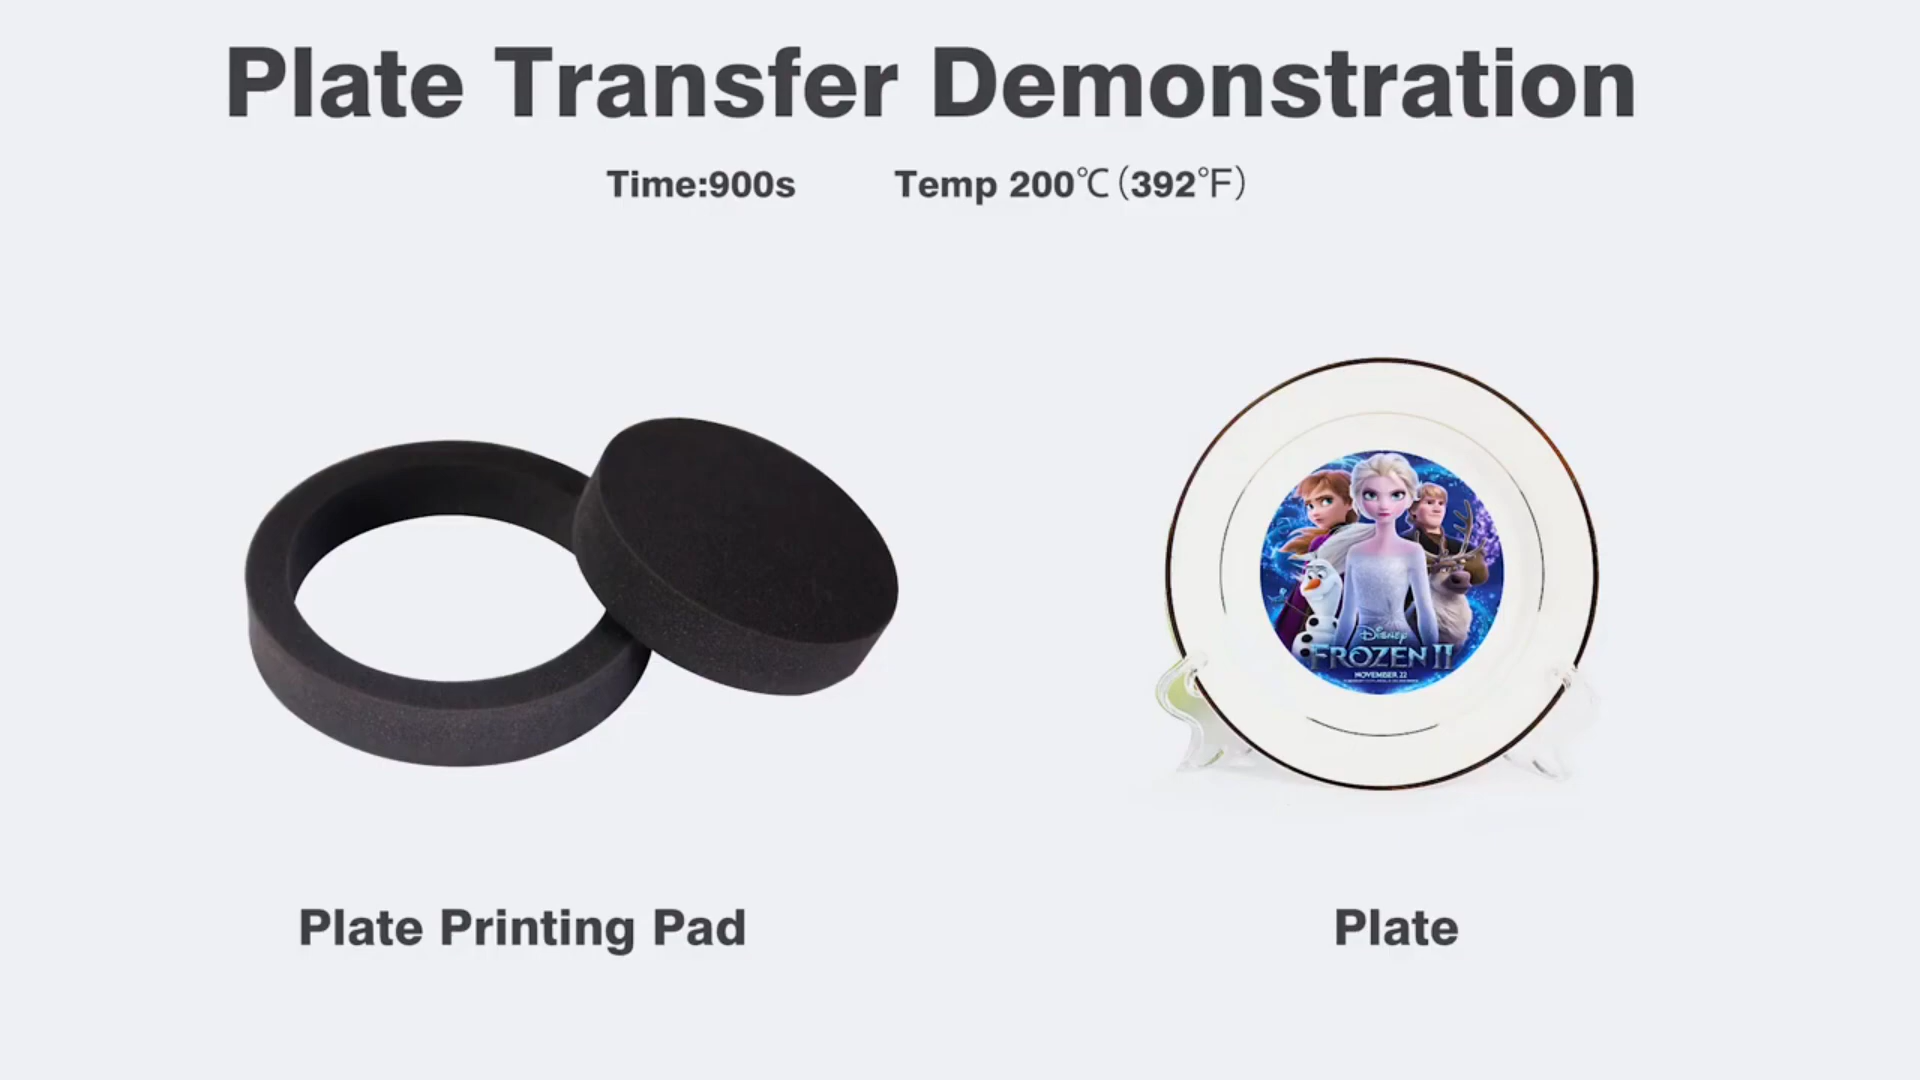 Plate Transfer Demonstration
Time:900s Temp 200℃(392℉)
Disney
FROZEN II
NOVEMBER 22
Plate Printing Pad
Plate